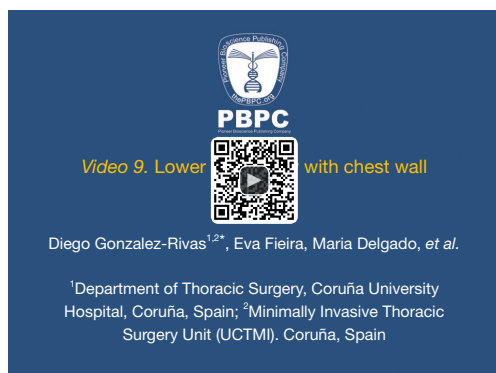 Pioneer Bioscience Publishing Company
thePBPC.org
PBPC
Pioneer Bioscience Publishing Company
Video 9. Lower with chest wall
Diego Gonzalez-Rivas1,2*, Eva Fieira, Maria Delgado, et al.
1Department of Thoracic Surgery, Coruña University
Hospital, Coruña, Spain; 2Minimally Invasive Thoracic
Surgery Unit (UCTMI). Coruña, Spain